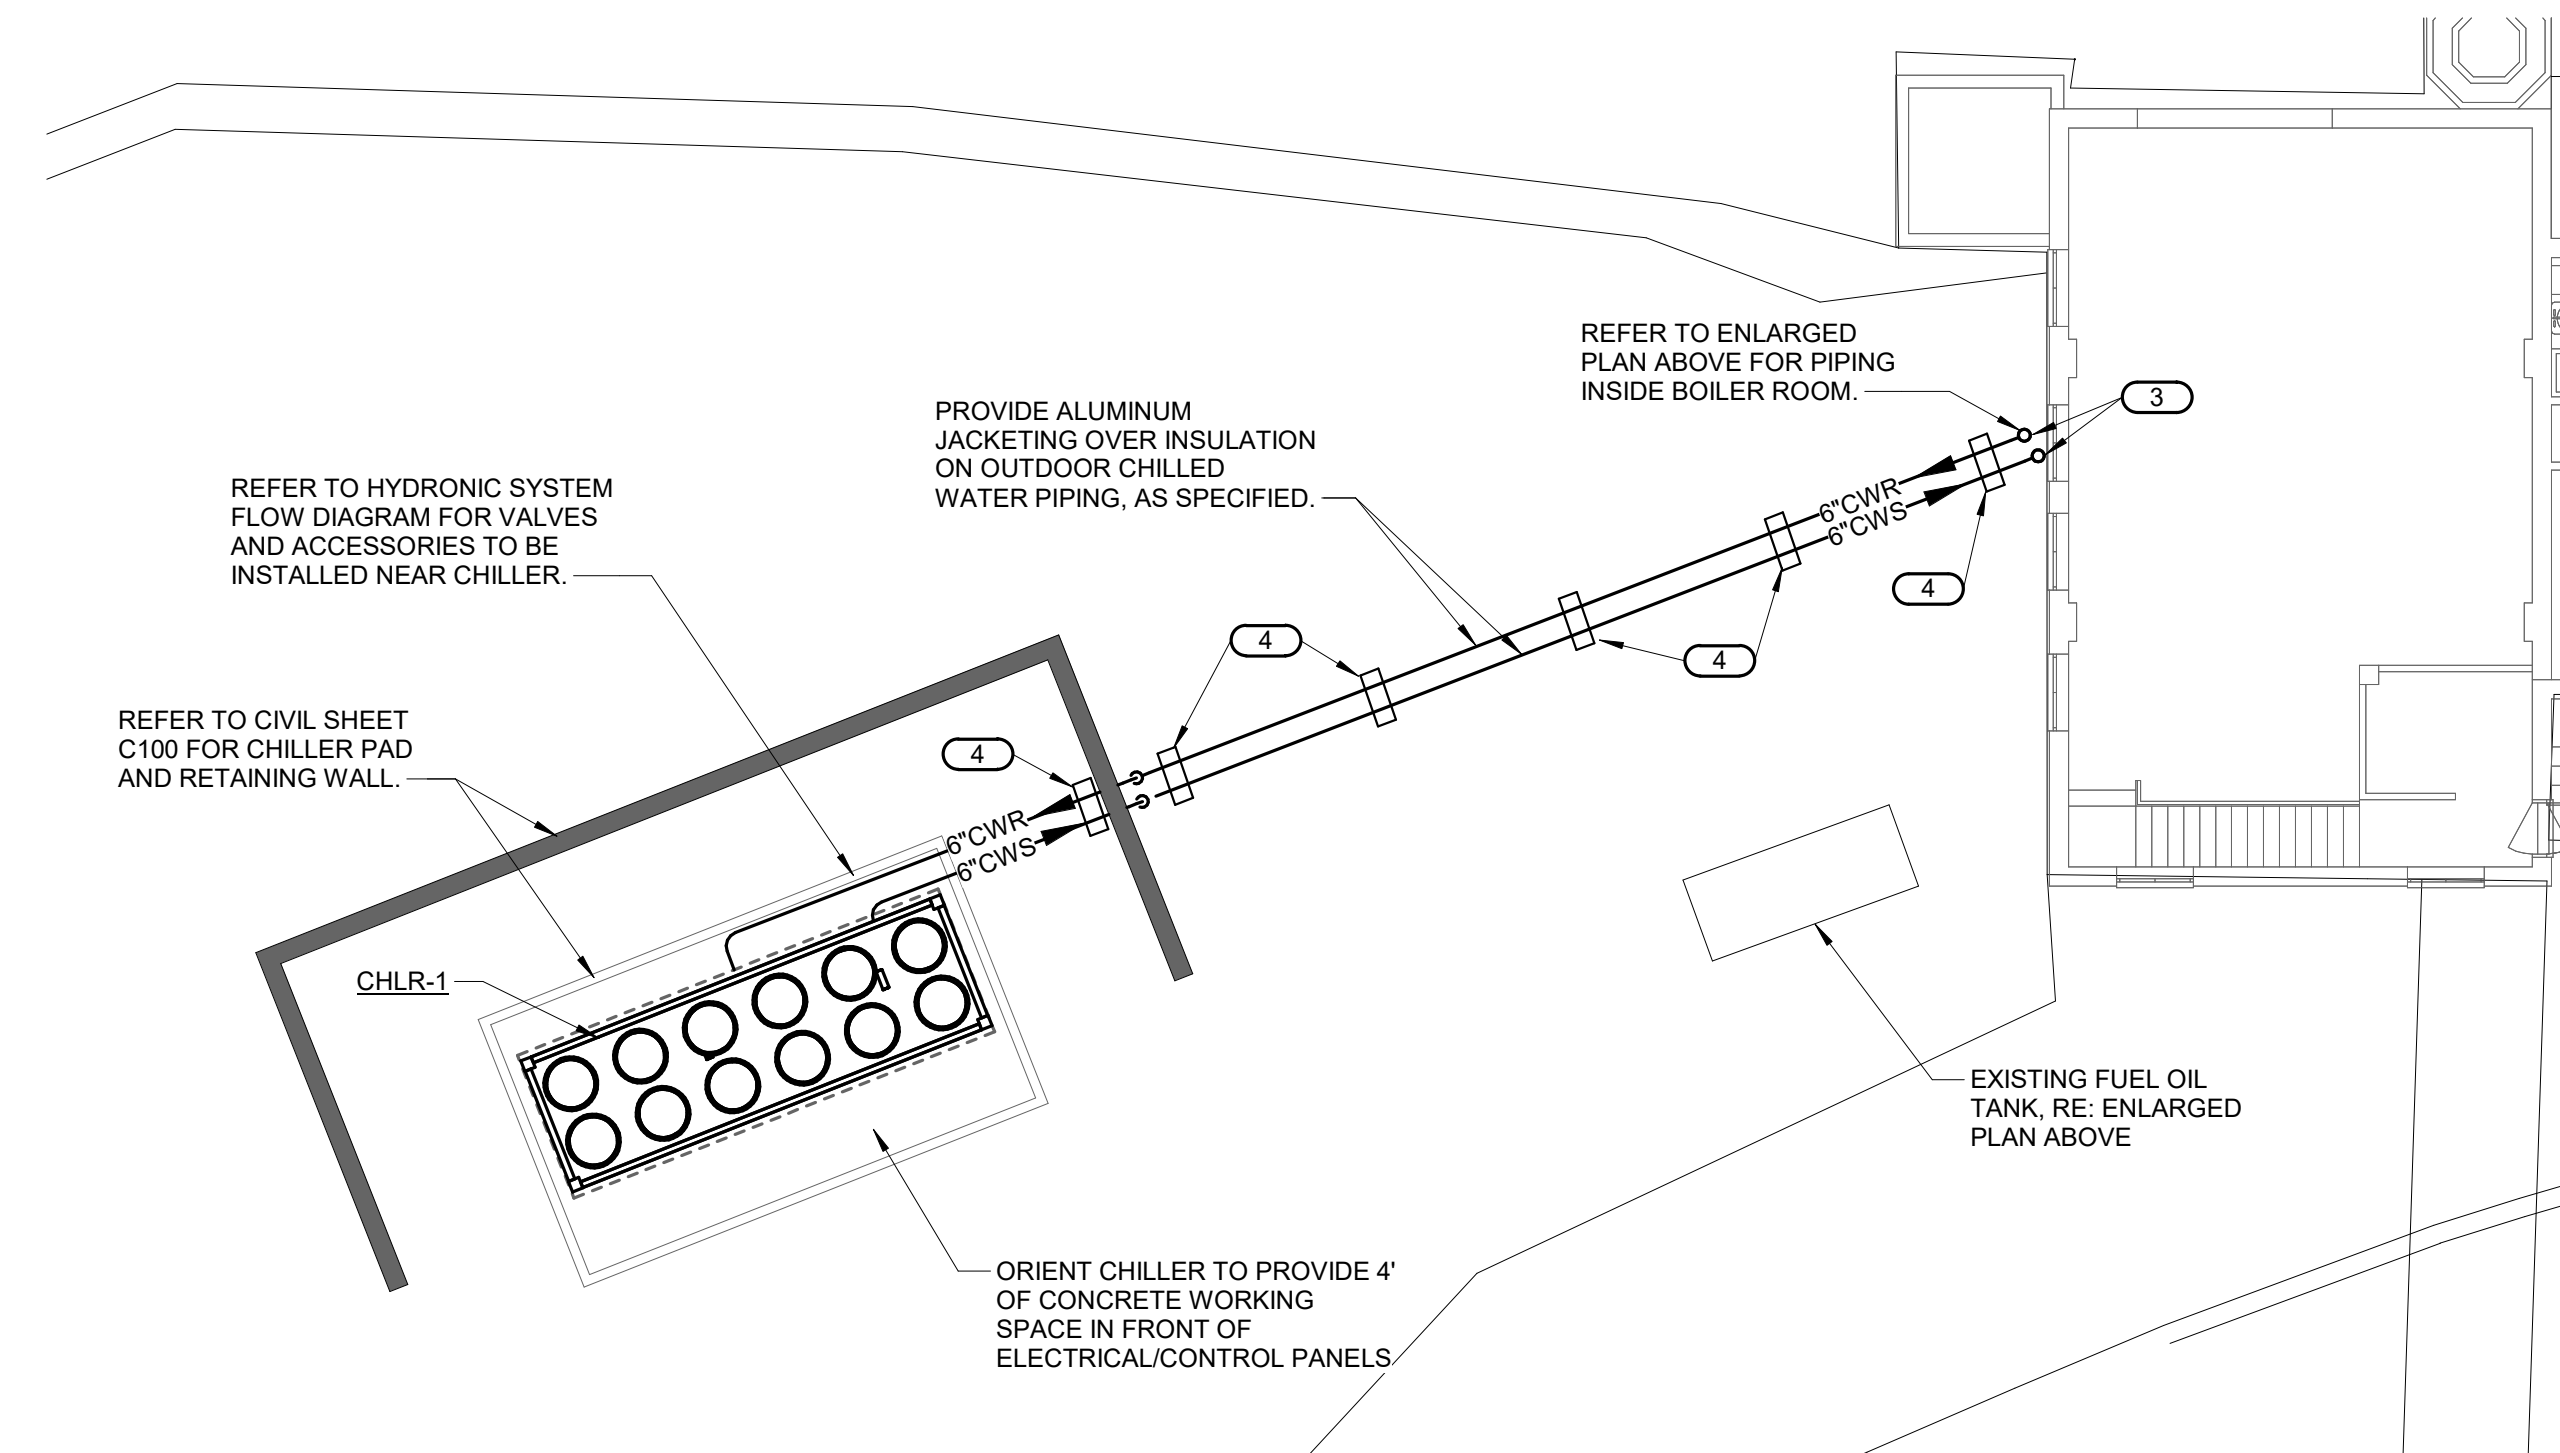 REFER TO ENLARGED
PLAN ABOVE FOR PIPING
INSIDE BOILER ROOM.
3
PROVIDE ALUMINUM
JACKETING OVER INSULATION
ON OUTDOOR CHILLED
WATER PIPING, AS SPECIFIED.
REFER TO HYDRONIC SYSTEM
FLOW DIAGRAM FOR VALVES
AND ACCESSORIES TO BE
INSTALLED NEAR CHILLER.
6"CWR
6"CWS
4
4
4
REFER TO CIVIL SHEET
C100 FOR CHILLER PAD
AND RETAINING WALL.
4
6"CWR
6"CWS
CHLR-1
EXISTING FUEL OIL
TANK, RE: ENLARGED
PLAN ABOVE
ORIENT CHILLER TO PROVIDE 4'
OF CONCRETE WORKING
SPACE IN FRONT OF
ELECTRICAL/CONTROL PANELS